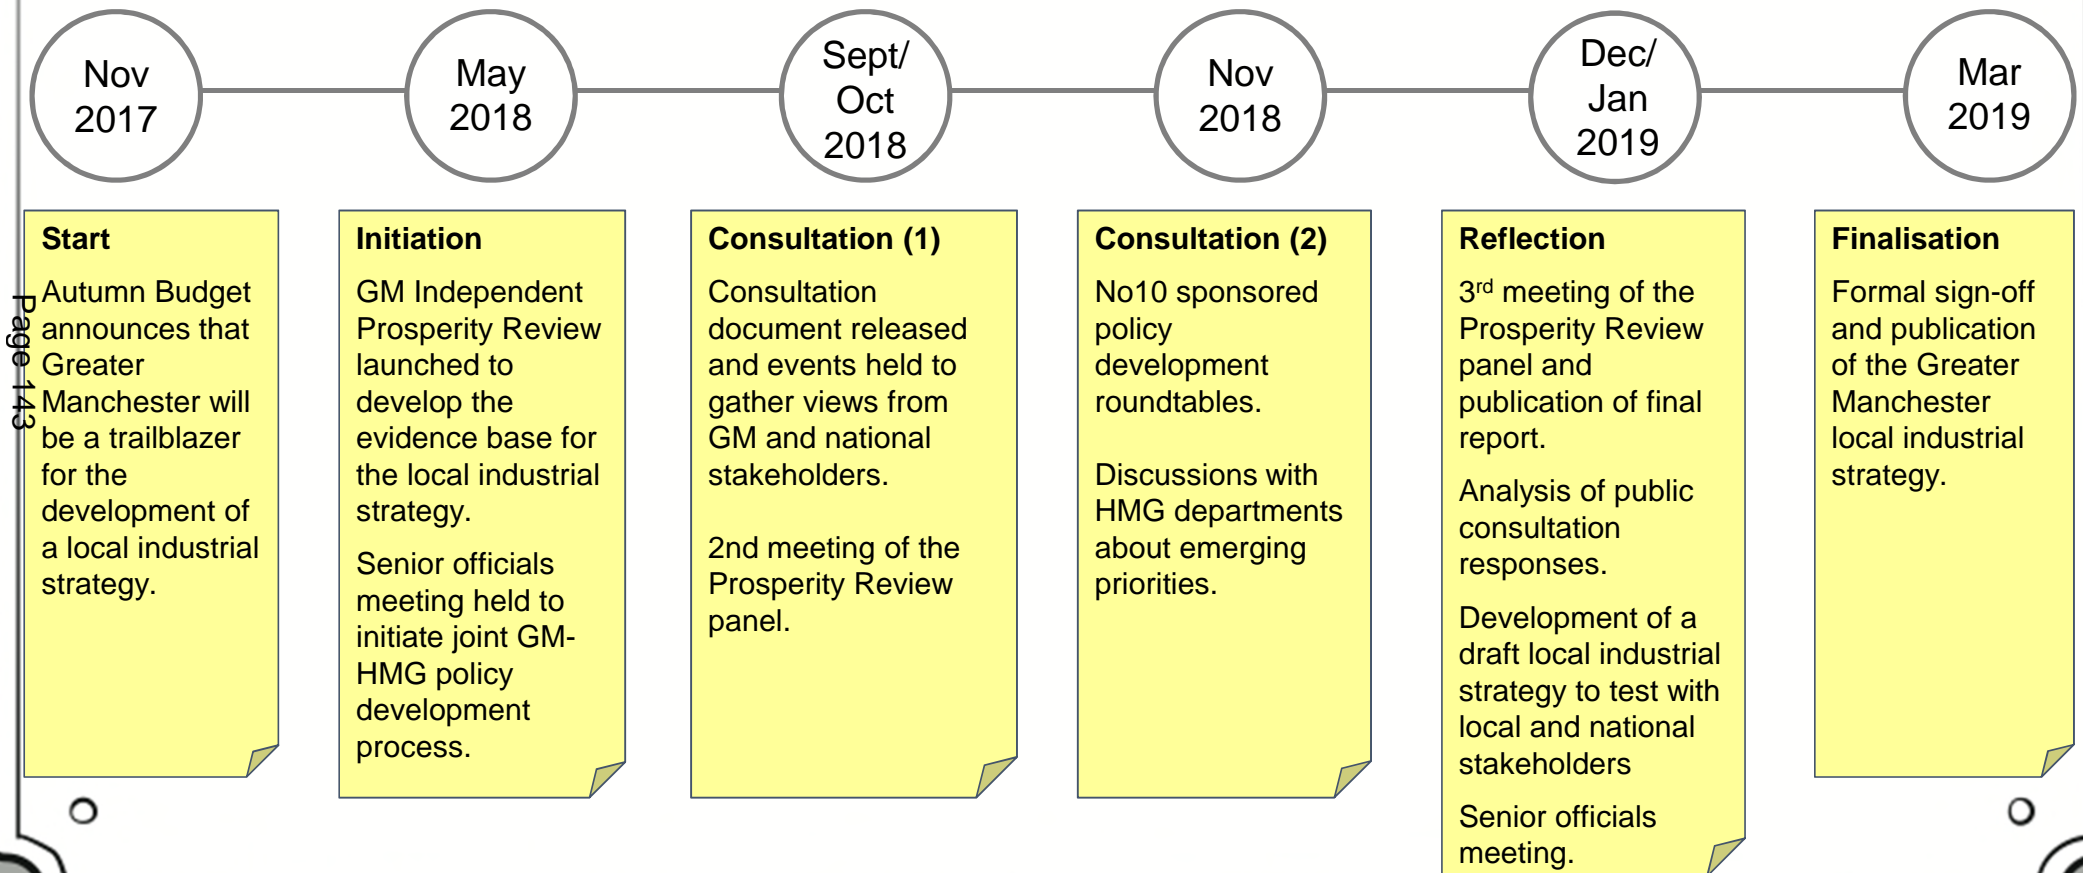 Nov
2017
May
2018
Sept/
Oct
2018
Nov
2018
Dec/
Jan
2019
Mar
2019
Page 143
Start
Autumn Budget
announces that
Greater
Manchester will
be a trailblazer
for the
development of
a local industrial
strategy.
Initiation
GM Independent
Prosperity Review
launched to
develop the
evidence base for
the local industrial
strategy.
Senior officials
meeting held to
initiate joint GM-
HMG policy
development
process.
Consultation (1)
Consultation
document released
and events held to
gather views from
GM and national
stakeholders.
2nd meeting of the
Prosperity Review
panel.
Consultation (2)
No10 sponsored
policy
development
roundtables.
Discussions with
HMG departments
about emerging
priorities.
Reflection
3rd meeting of the
Prosperity Review
panel and
publication of final
report.
Analysis of public
consultation
responses.
Development of a
draft local industrial
strategy to test with
local and national
stakeholders
Senior officials
meeting.
Finalisation
Formal sign-off
and publication
of the Greater
Manchester
local industrial
strategy.